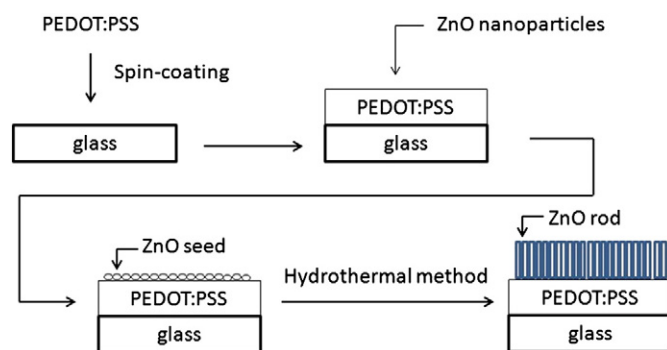 PEDOT:PSS
ZnO nanoparticles
Spin-coating
PEDOT:PSS
glass
glass
ZnO seed
ZnO rod
Hydrothermal method
PEDOT:PSS
PEDOT:PSS
glass
glass